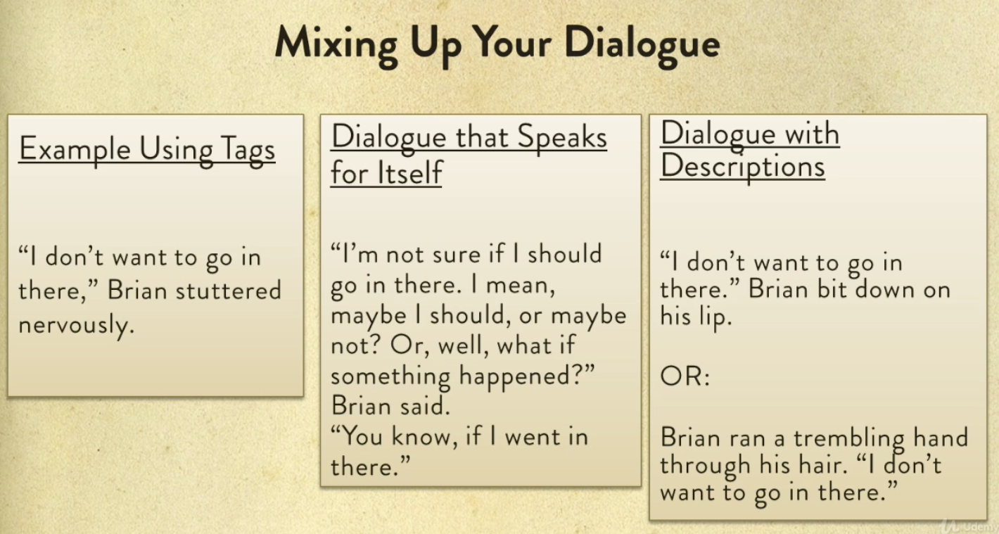 Mixing Up Your Dialogue
Example Using Tags
“I don’t want to go in
there,” Brian stuttered
nervously.
Dialogue that Speaks
for Itself
“I’m not sure if I should
go in there. I mean,
maybe I should, or maybe
not? Or, well, what if
something happened?”
Brian said.
“You know, if I went in
there.”
Dialogue with
Descriptions
“I don’t want to go in
there.” Brian bit down on
his lip.
OR:
Brian ran a trembling hand
through his hair. “I don’t
want to go in there.”
Udemy